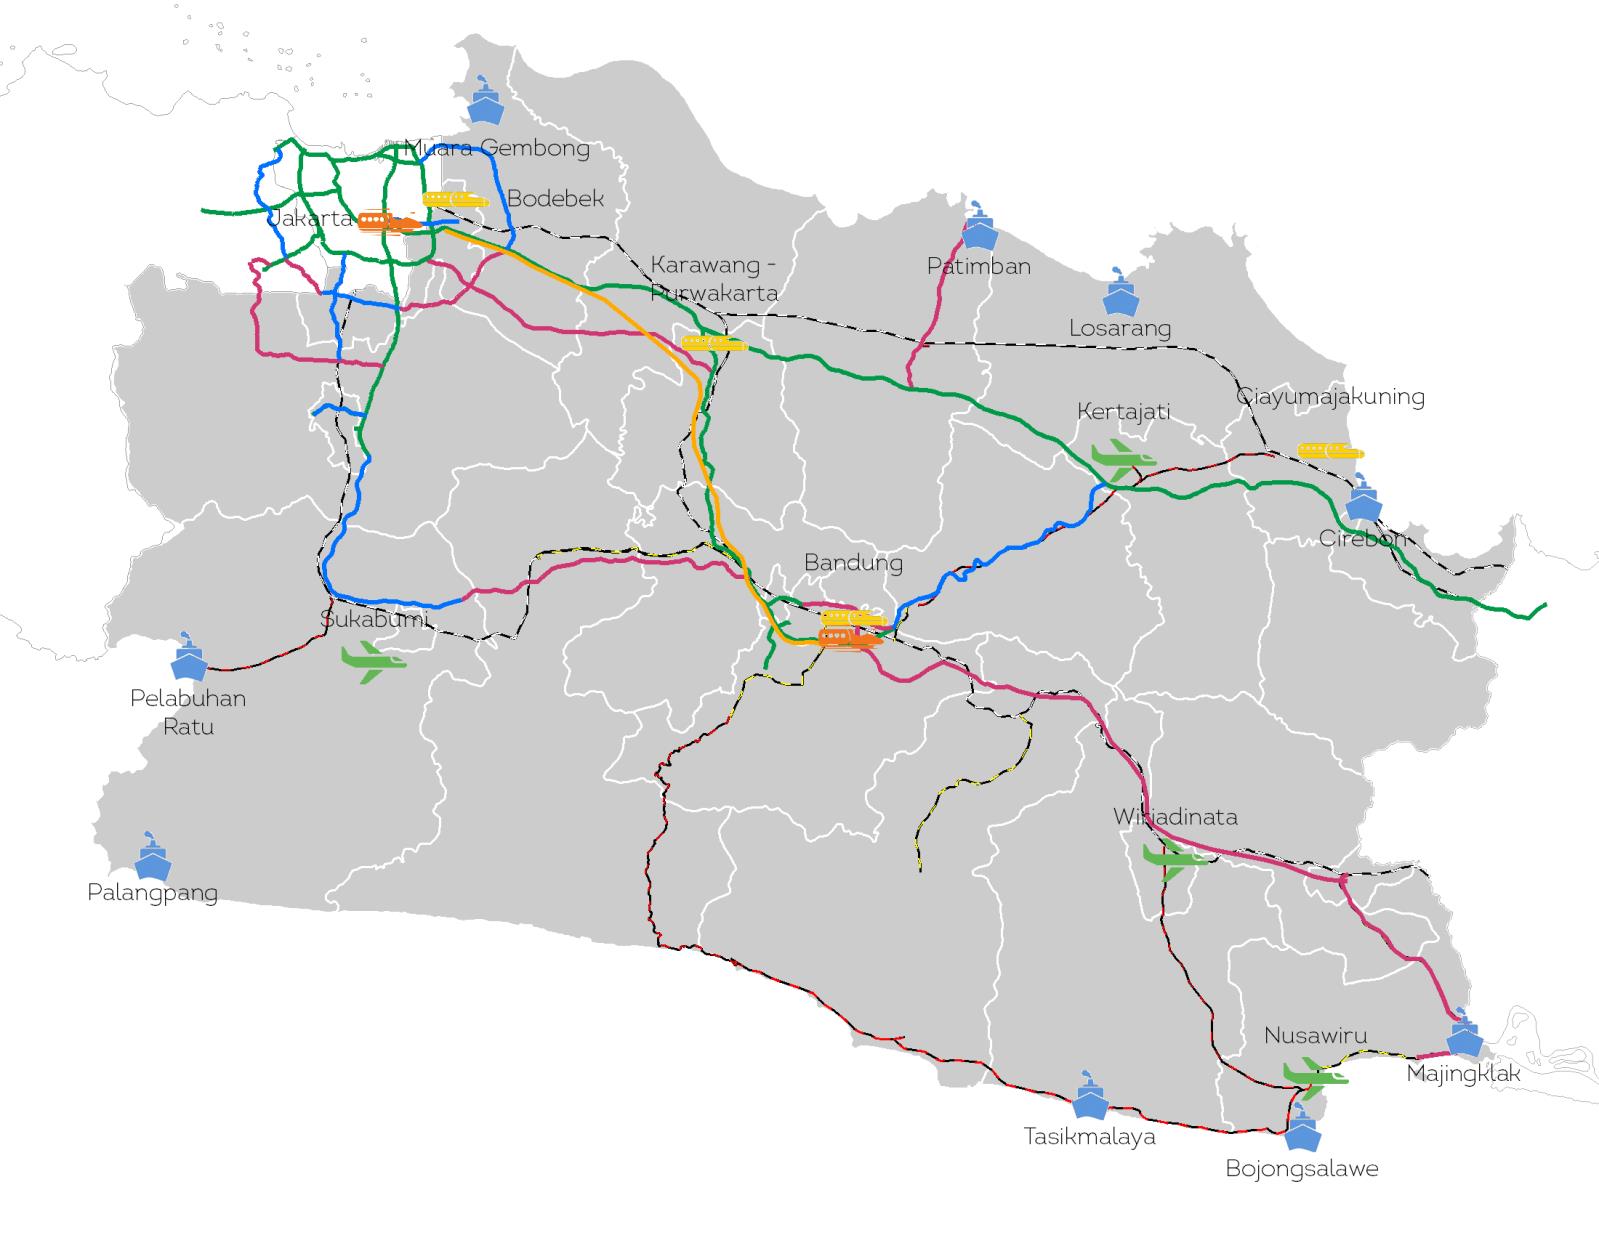 Muara Gembong
Bodebek
Jakarta
Karawang -
Purwakarta
Patimban
Losarang
Kertajati
Ciayumajakuning
Cirebon
Bandung
Sukabumi
Pelabuhan
Ratu
Wiriadinata
Palangpang
Nusawiru
Majingklak
Tasikmalaya
Bojongsalawe